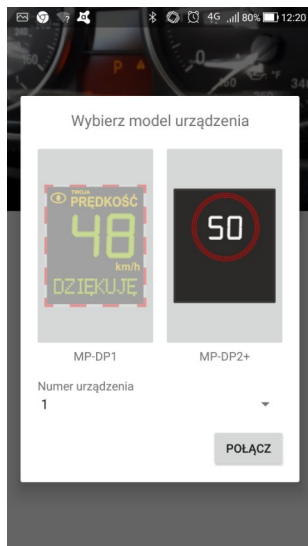 4G 80% 12:20
P
Wybierz model urządzenia
TWOJA
PRĘDKOŚĆ
48
km/h
DZIĘKUJĘ
50
MP-DP1
MP-DP2+
Numer urządzenia
1
POŁĄCZ